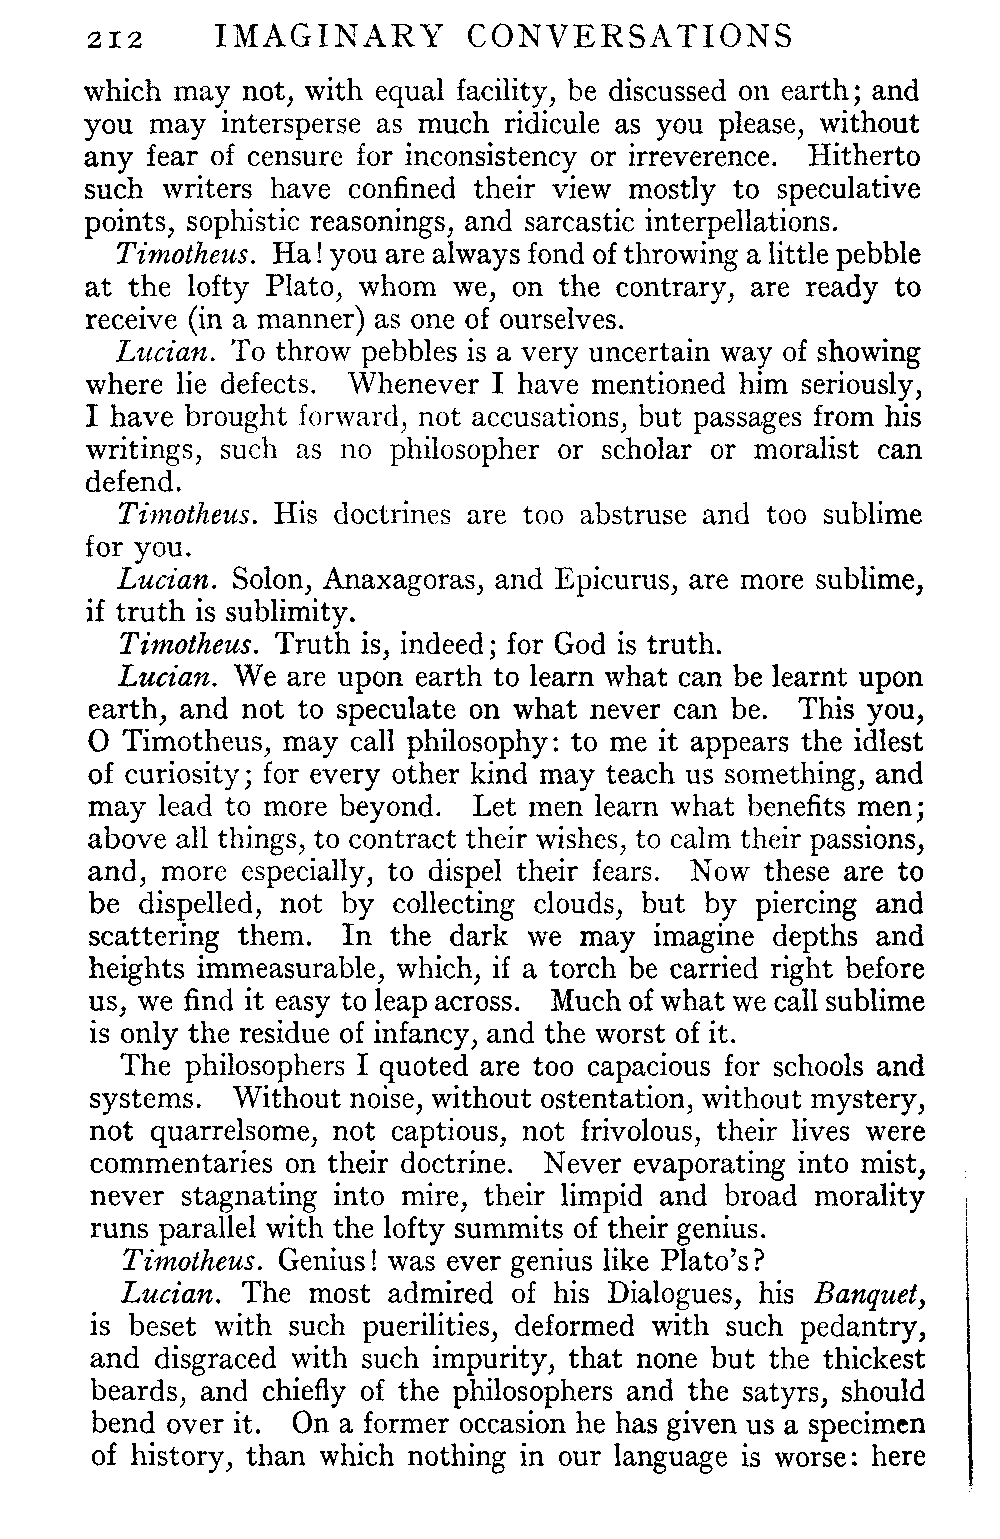 212 IMAGINARY CONVERSATIONS
which may not, with equal facility, be discussed on earth; and
you may intersperse as much ridicule as you please, without
any fear of censure for inconsistency or irreverence. Hitherto
such writers have confined their view mostly to speculative
points, sophistic reasonings, and sarcastic interpellations.
Timotheus. Ha! you are always fond of throwing a little pebble
at the lofty Plato, whom we, on the contrary, are ready to
receive (in a manner) as one of ourselves.
Lucian. To throw pebbles is a very uncertain way of showing
where lie defects. Whenever I have mentioned him seriously,
I have brought forward, not accusations, but passages from his
writings, such as no philosopher or scholar or moralist can
defend.
Timotheus. His doctrines are too abstruse and too sublime
for you.
Lucian. Solon, Anaxagoras, and Epicurus, are more sublime,
if truth is sublimity.
Timotheus. Truth is, indeed; for God is truth.
Lucian. We are upon earth to learn what can be learnt upon
earth, and not to speculate on what never can be. This you,
O Timotheus, may call philosophy: to me it appears the idlest
of curiosity; for every other kind may teach us something, and
may lead to more beyond. Let men learn what benefits men;
above all things, to contract their wishes, to calm their passions,
and, more especially, to dispel their fears. Now these are to
be dispelled, not by collecting clouds, but by piercing and
scattering them. In the dark we may imagine depths and
heights immeasurable, which, if a torch be carried right before
us, we find it easy to leap across. Much of what we call sublime
is only the residue of infancy, and the worst of it.
The philosophers I quoted are too capacious for schools and
systems. Without noise, without ostentation, without mystery,
not quarrelsome, not captious, not frivolous, their lives were
commentaries on their doctrine. Never evaporating into mist,
never stagnating into mire, their limpid and broad morality
runs parallel with the lofty summits of their genius.
Timotheus. Genius! was ever genius like Plato's?
Lucian. The most admired of his Dialogues, his Banquet,
is beset with such puerilities, deformed with such pedantry,
and disgraced with such impurity, that none but the thickest
beards, and chiefly of the philosophers and the satyrs, should
bend over it. On a former occasion he has given us a specimen
of history, than which nothing in our language is worse: here